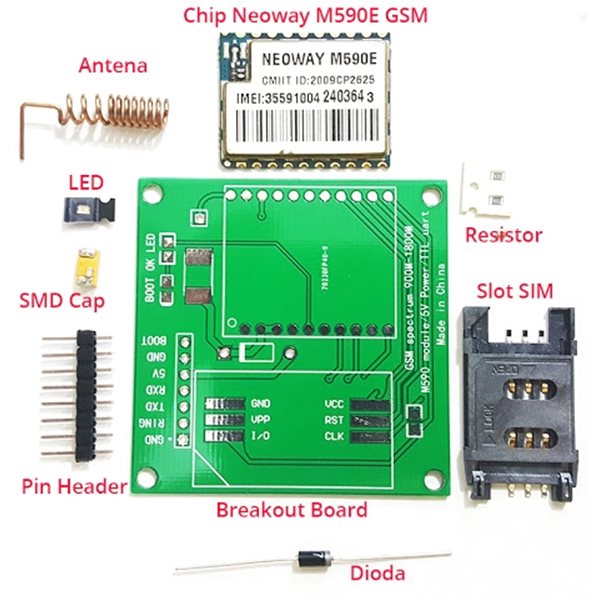 Chip Neoway M590E GSM
Antena
NEOWAY M590E
CMIIT ID:2009CP2625
IMEI:35591004 240364 3
LED
SMD Cap
Resistor
Slot SIM
BOOT OK LED
GSM spectrum 900M-1800M
M590 module/5V Power/TTL uart
Made in China
BOOT
GND
5V
RXD
TXD
RING
GND
GND
VPP
I/O
VCC
RST
CLK
OPEN
LOCK
Pin Header
Breakout Board
Dioda